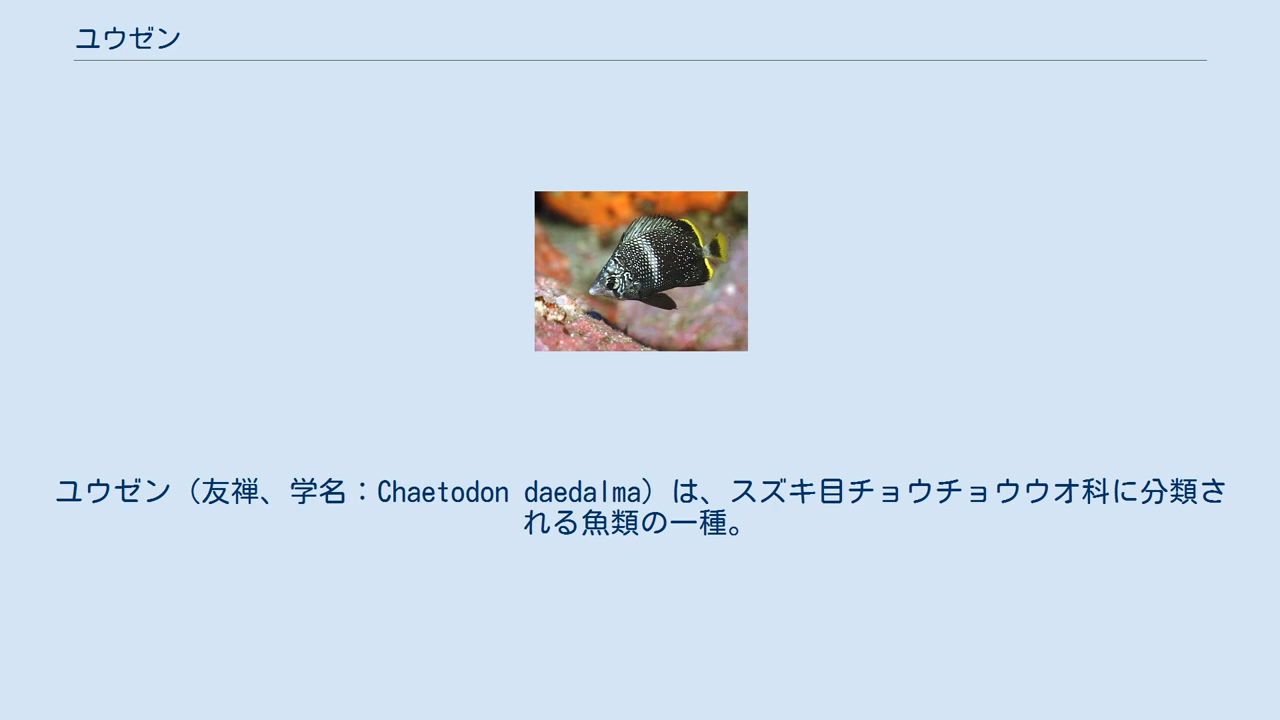 ユウゼン
ユウゼン（友禅、学名：Chaetodon daedalma）は、スズキ目チョウチョウウオ科に分類さ
れる魚類の一種。